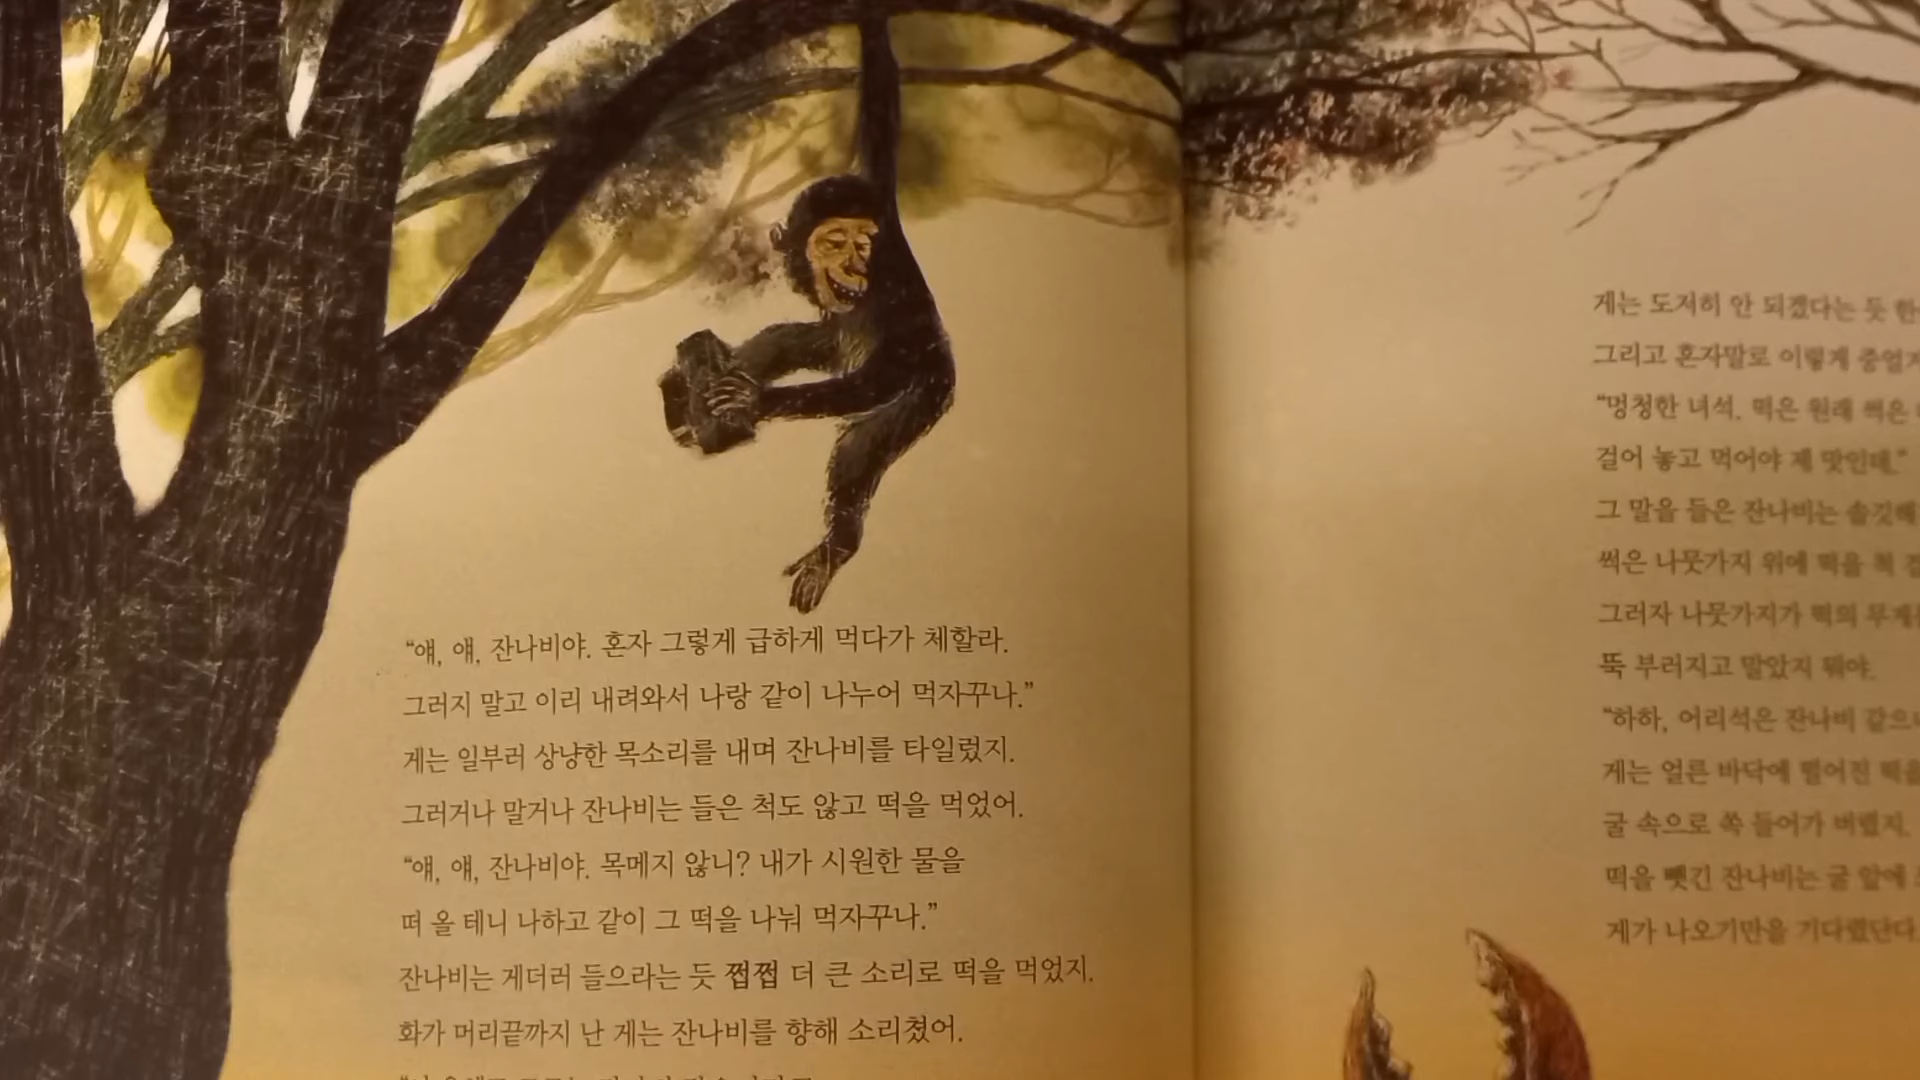 “얘, 얘, 잔나비야. 혼자 그렇게 급하게 먹다가 체할라.
그러지 말고 이리 내려와서 나랑 같이 나누어 먹자꾸나.”
게는 일부러 상냥한 목소리를 내며 잔나비를 타일렀지.
그러거나 말거나 잔나비는 들은 척도 않고 떡을 먹었어.
“얘, 얘, 잔나비야. 목메지 않니? 내가 시원한 물을
떠 올 테니 나하고 같이 그 떡을 나눠 먹자꾸나.”
잔나비는 게더러 들으라는 듯 쩝쩝 더 큰 소리로 떡을 먹었지.
화가 머리끝까지 난 게는 잔나비를 향해 소리쳤어.
게는 도저히 안 되겠다는 듯
그리고 혼자말로 이렇게
“멍청한 녀석. 떡은 원래 썩은
걸어 놓고 먹어야 제 맛인데.”
그 말을 들은 잔나비는
썩은 나뭇가지 위에 떡을 척
그러자 나뭇가지가 떡의
뚝 부러지고 말았지 뭐야.
“하하, 어리석은 잔나비
게는 얼른 바닥에 떨어진
굴 속으로 쏙 들어가 버렸지.
떡을 뺏긴 잔나비는 굴 앞에
게가 나오기만을 기다렸단다.